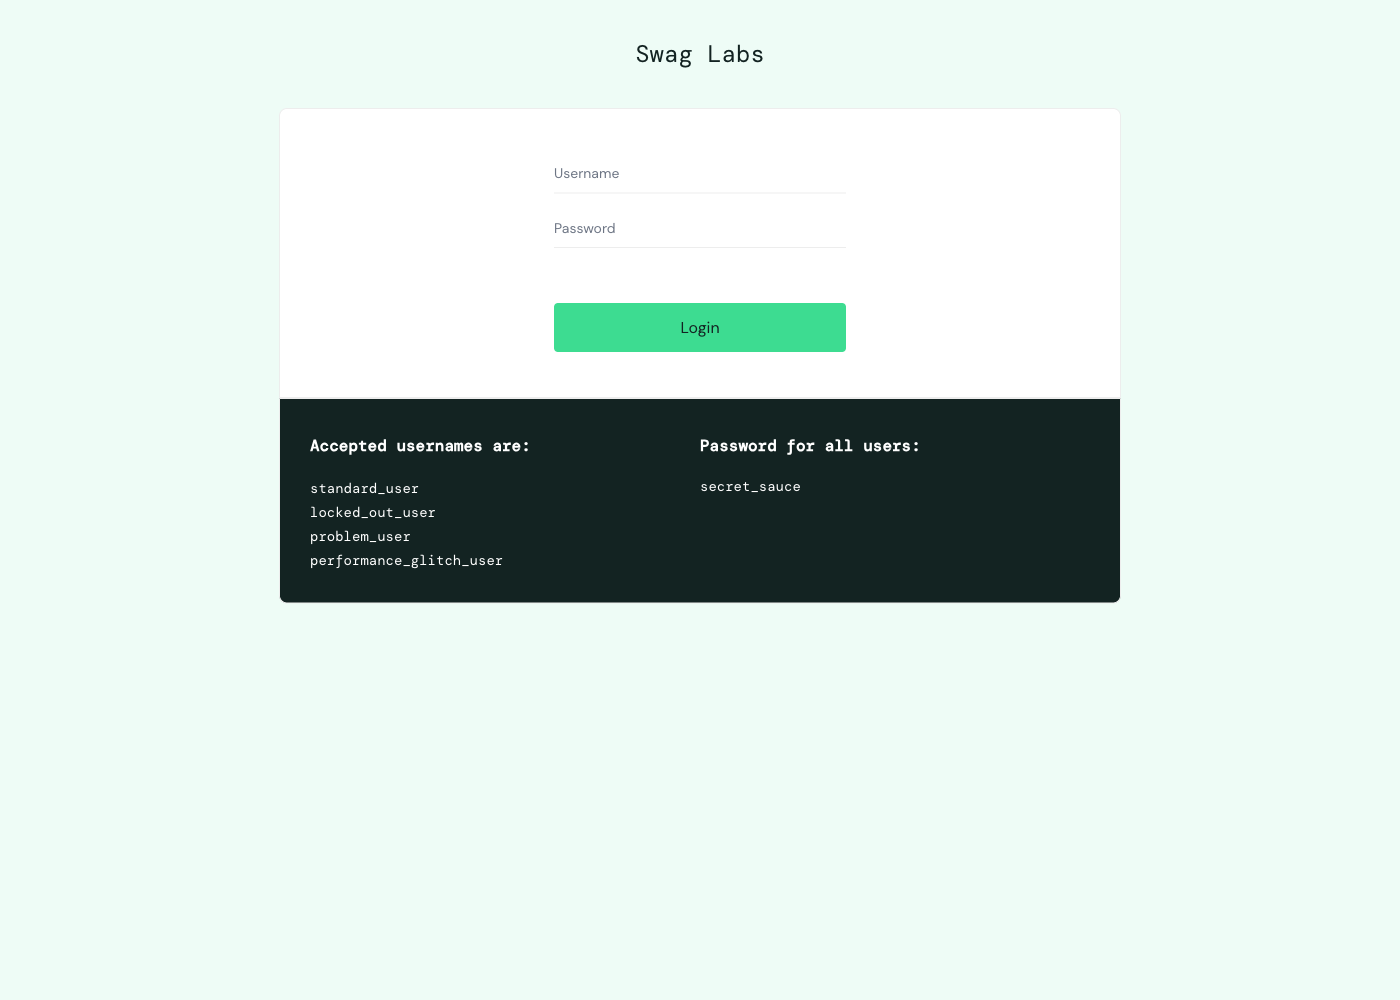 Swag Labs
Username
Password
Login
Accepted usernames are:
standard_user
locked_out_user
problem_user
performance_glitch_user
Password for all users:
secret_sauce